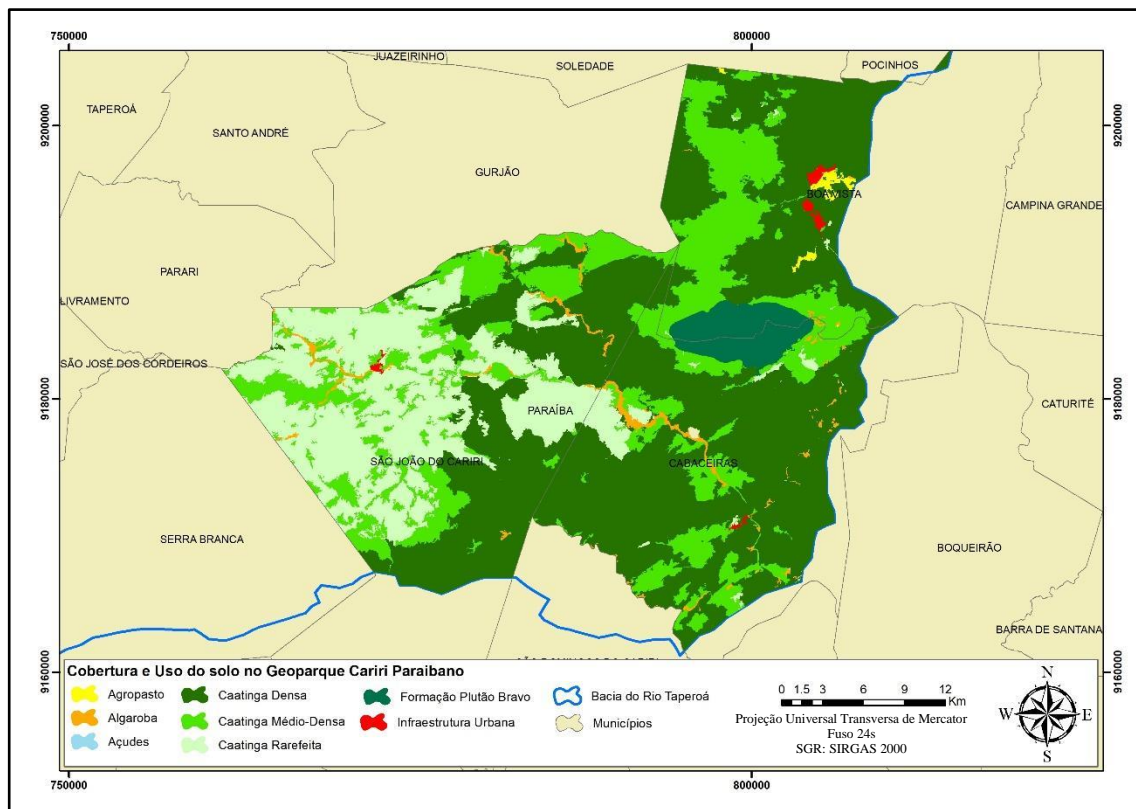 750000
800000
JUAZEIRINHO
SOLEDADE
POCINHOS
TAPEROÁ
9200000
9200000
SANTO ANDRÉ
GURJÃO
BOA VISTA
CAMPINA GRANDE
PARARI
LIVRAMENTO
SÃO JOSÉ DOS CORDEIROS
9180000
9180000
CATURITÉ
PARAÍBA
SÃO JOÃO DO CARIRI
CABACEIRAS
SERRA BRANCA
BOQUEIRÃO
BARRA DE SANTANA
9160000
9160000
Cobertura e Uso do solo no Geoparque Cariri Paraibano
Agropasto
Algaroba
Açudes
Caatinga Densa
Caatinga Médio-Densa
Caatinga Rarefeita
Formação Plutão Bravo
Infraestrutura Urbana
Bacia do Rio Taperoá
Municípios
0 1.5 3 6 9 12
Km
Projeção Universal Transversa de Mercator
Fuso 24s
SGR: SIRGAS 2000
N
W E
S
750000
800000